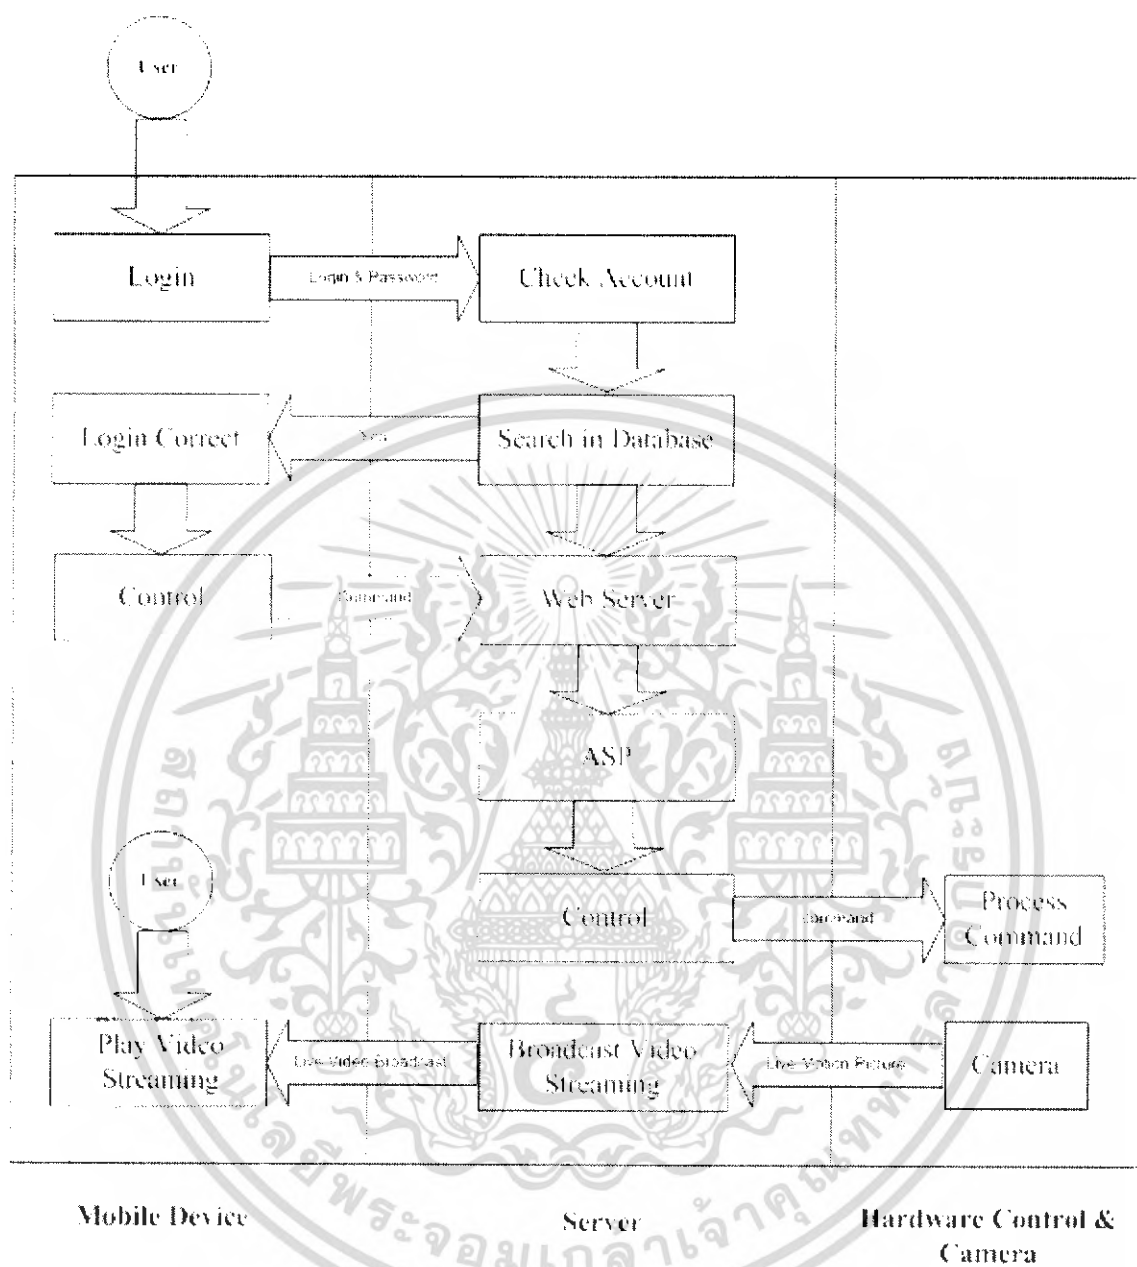 User
Login
Login & Password
Check Account
Login Correct
Yes
Search in Database
Control
Command
Web Server
ASP
User
Control
Command
Process
Command
Play Video
Streaming
Live Video Broadcast
Broadcast Video
Streaming
Live Motion Picture
Camera
Mobile Device
Server
Hardware Control &
Camera